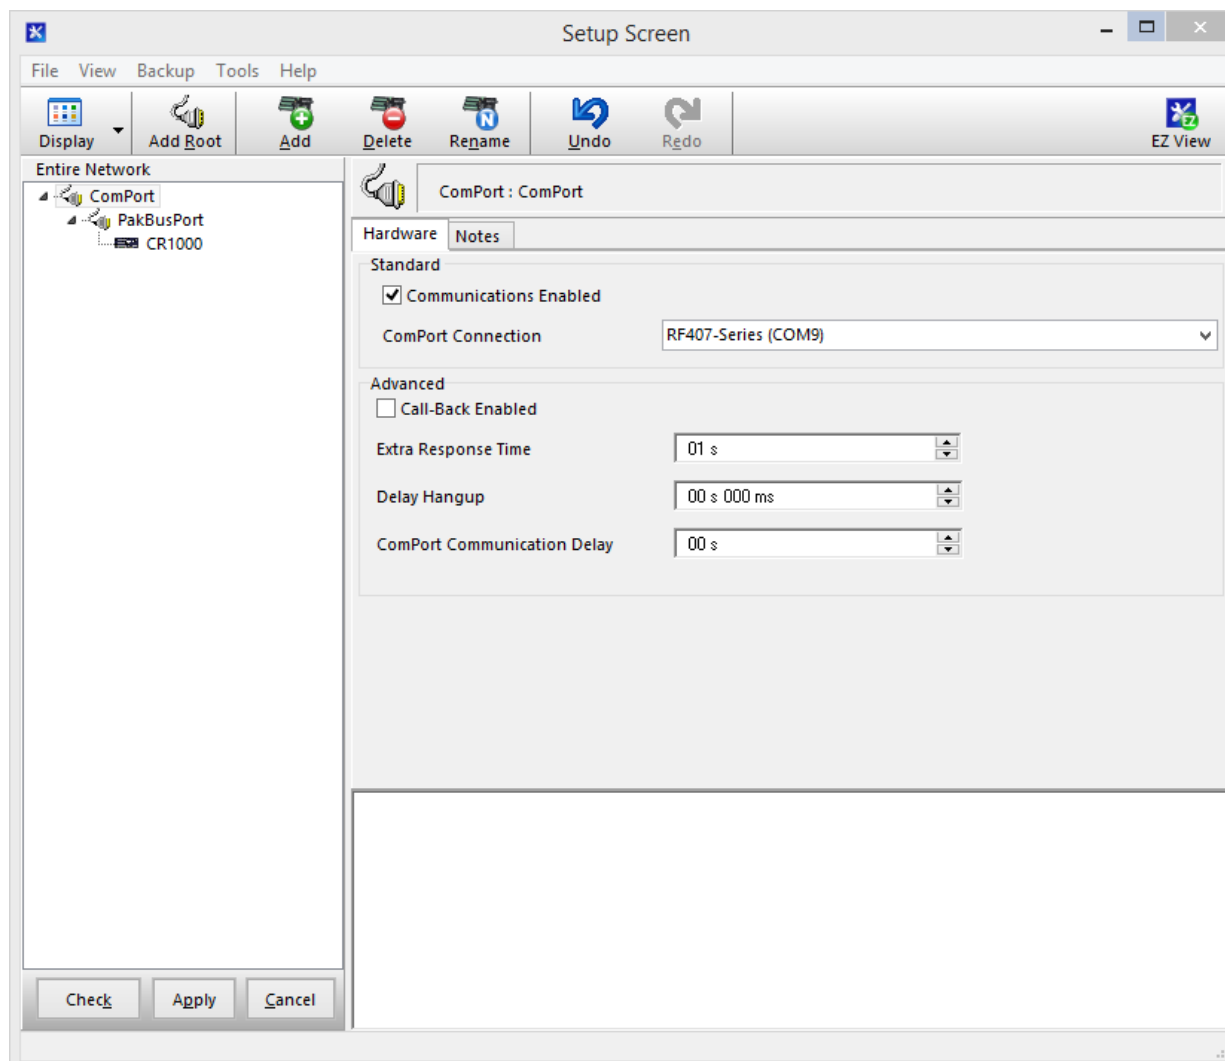 Setup Screen
File View Backup Tools Help
Display Add Root Add Delete Rename Undo Redo EZ View
Entire Network
ComPort
PakBusPort
CR1000
ComPort : ComPort
Hardware Notes
Standard
Communications Enabled
ComPort Connection RF407-Series (COM9)
Advanced
Call-Back Enabled
Extra Response Time 01 s
Delay Hangup 00 s 000 ms
ComPort Communication Delay 00 s
Check Apply Cancel